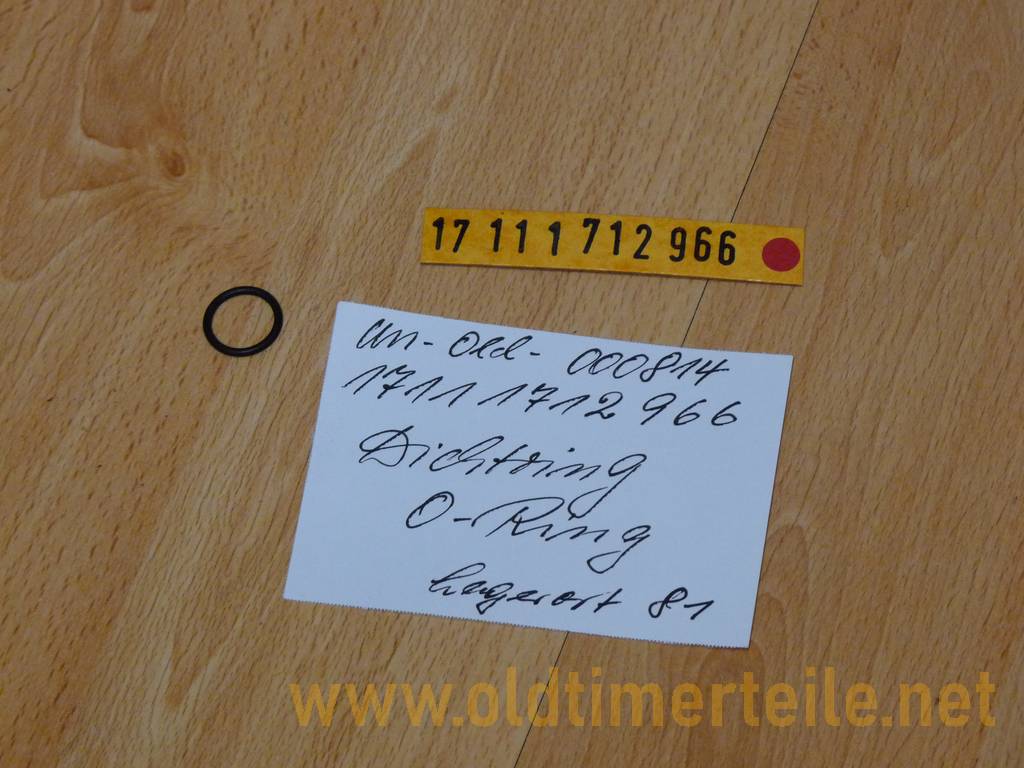 17 11 1 712 966
Un-Old-000814
1711 1712 966
Dichtring
O-Ring
Lagerort 81
www.oldtimerteile.net